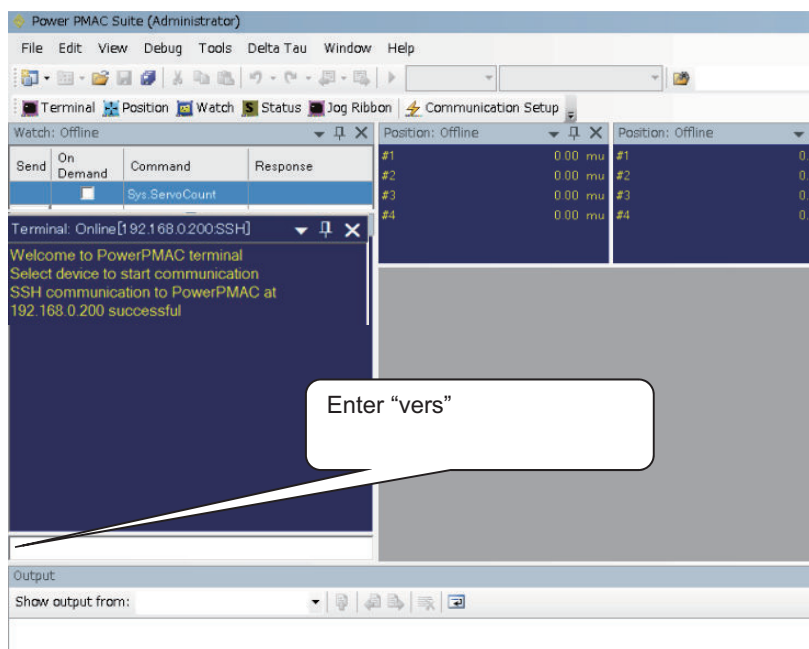 Power PMAC Suite (Administrator)
File Edit View Debug Tools Delta Tau Window Help
Terminal Position Watch Status Jog Ribbon Communication Setup
Watch: Offline
Send On Demand Command Response
Sys.ServoCount
Position: Offline
#1 0.00 mu
#2 0.00 mu
#3 0.00 mu
#4 0.00 mu
Position: Offline
#1 0.
#2 0.
#3 0.
#4 0.
Terminal: Online[192.168.0.200:SSH]
Welcome to PowerPMAC terminal
Select device to start communication
SSH communication to PowerPMAC at
192.168.0.200 successful
Enter “vers”
Output
Show output from: